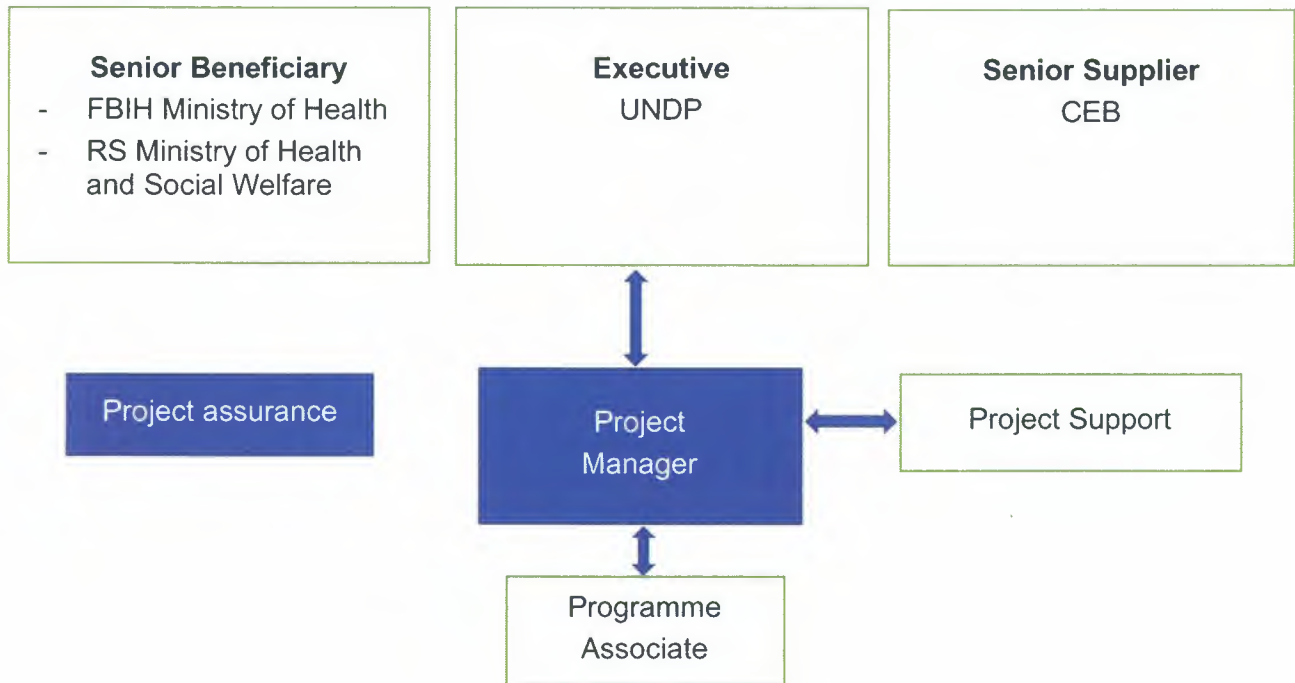 Senior Beneficiary
- FBIH Ministry of Health
- RS Ministry of Health
and Social Welfare
Executive
UNDP
Senior Supplier
CEB
Project assurance
Project
Manager
Project Support
Programme
Associate